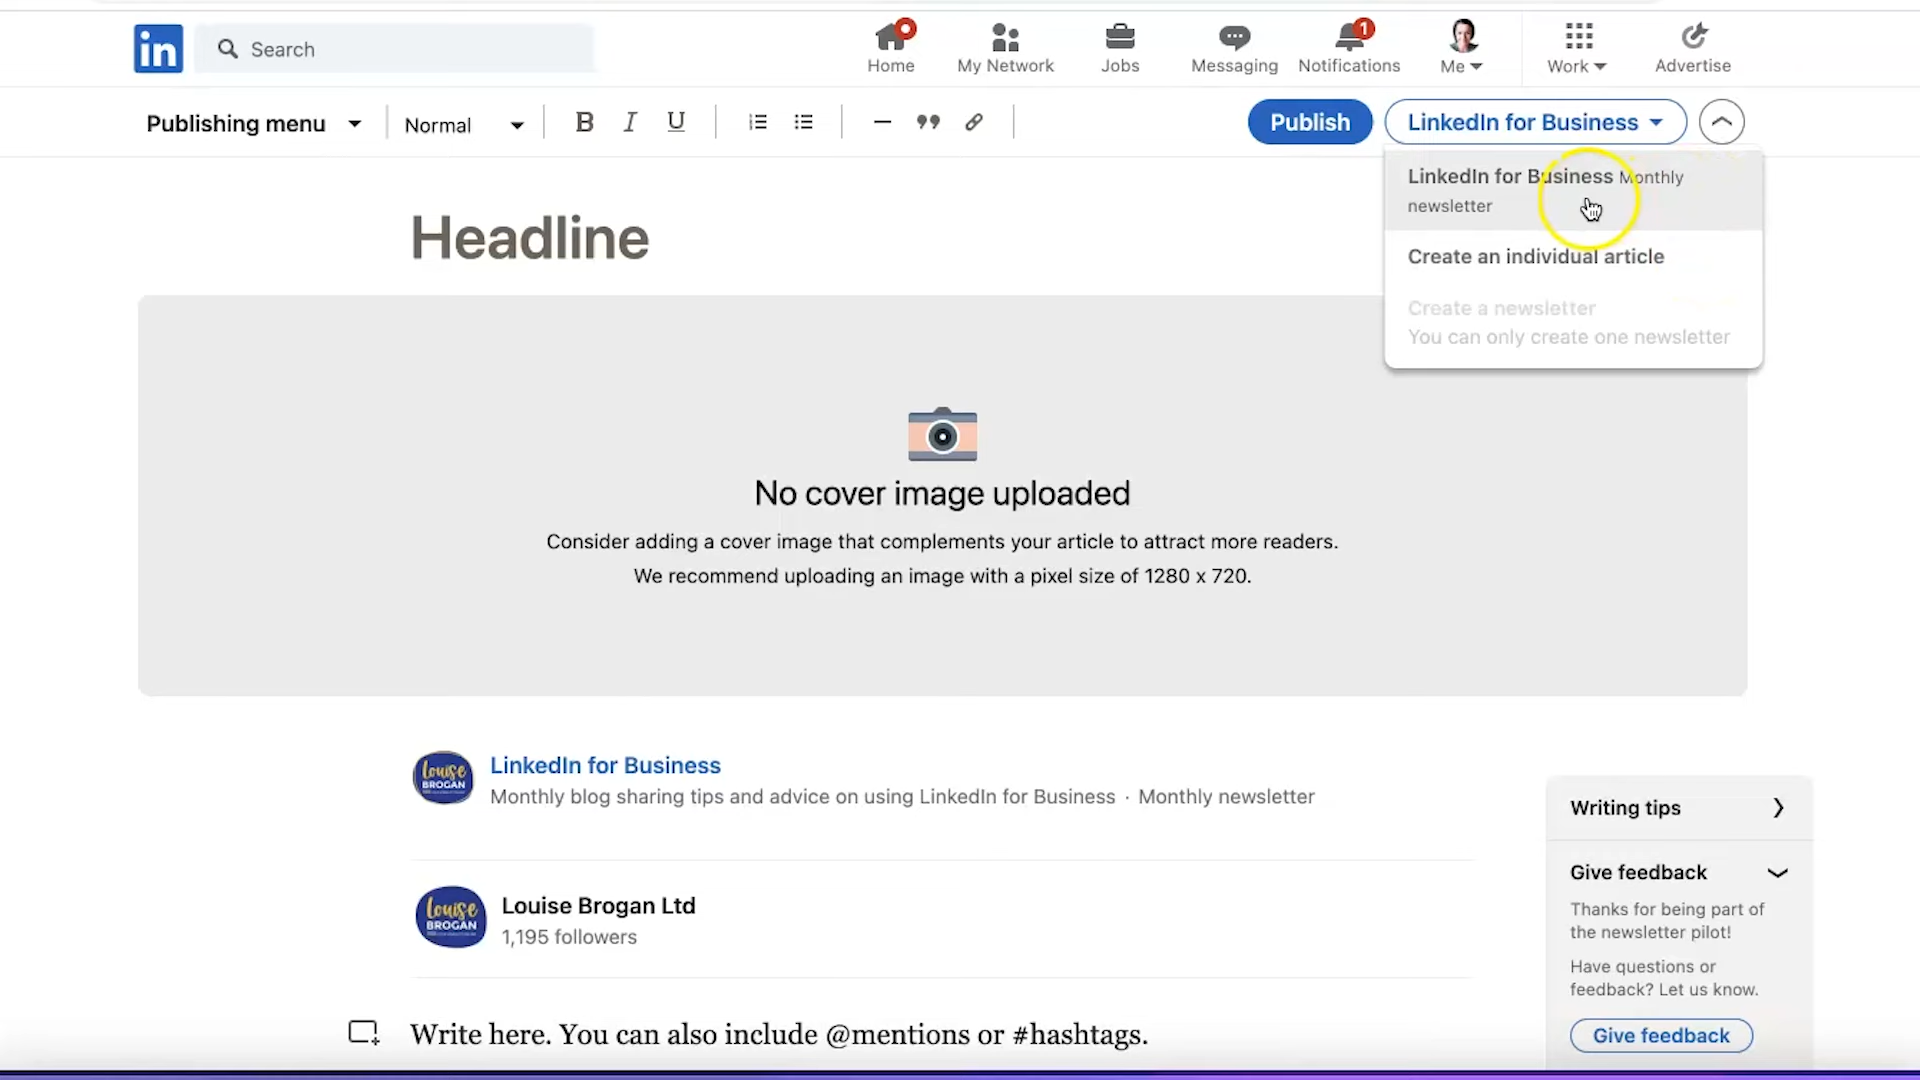 in
Search
Home
My Network
Jobs
Messaging
1
Notifications
Me
Work
Advertise
Publishing menu
Normal
B I U
Publish
LinkedIn for Business
LinkedIn for Business Monthly
newsletter
Create an individual article
Create a newsletter
You can only create one newsletter
Headline
No cover image uploaded
Consider adding a cover image that complements your article to attract more readers.
We recommend uploading an image with a pixel size of 1280 x 720.
Louise
BROGAN
LinkedIn for Business
Monthly blog sharing tips and advice on using LinkedIn for Business · Monthly newsletter
Louise
BROGAN
Louise Brogan Ltd
1,195 followers
Write here. You can also include @mentions or #hashtags.
Writing tips
Give feedback
Thanks for being part of
the newsletter pilot!
Have questions or
feedback? Let us know.
Give feedback